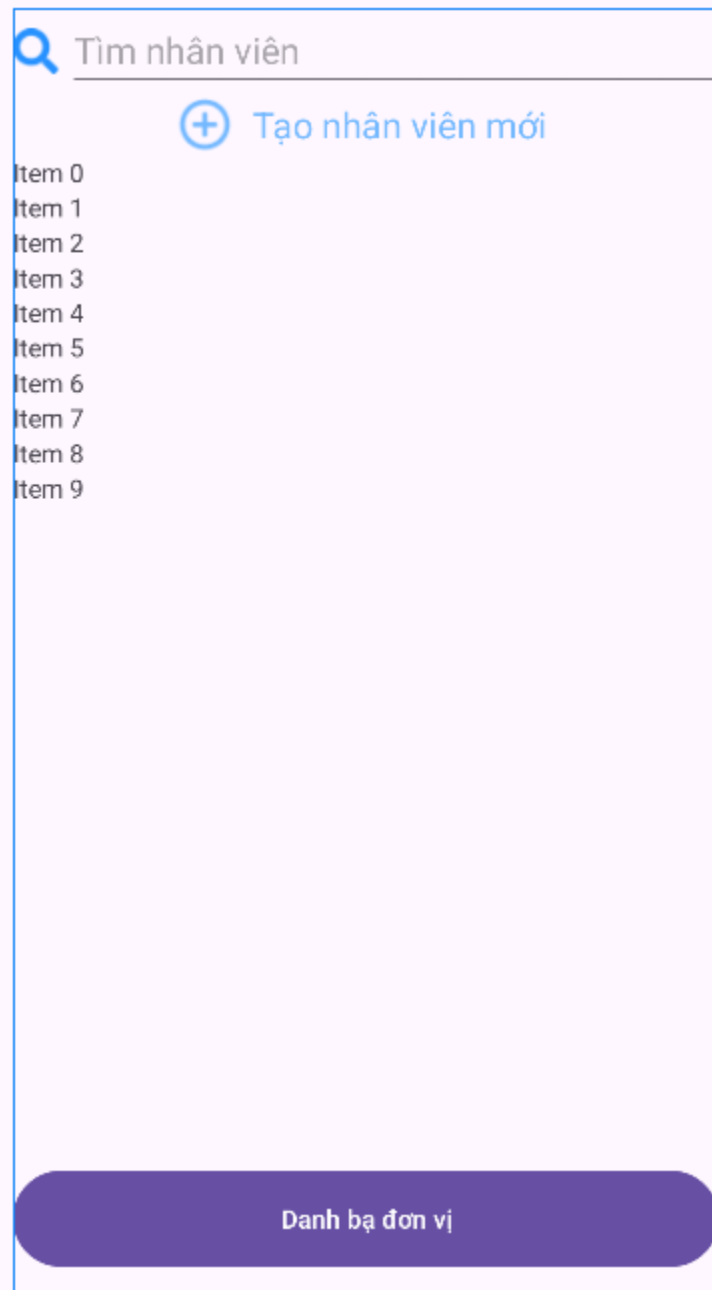 Tìm nhân viên
Tạo nhân viên mới
Item 0
Item 1
Item 2
Item 3
Item 4
Item 5
Item 6
Item 7
Item 8
Item 9
Danh bạ đơn vị